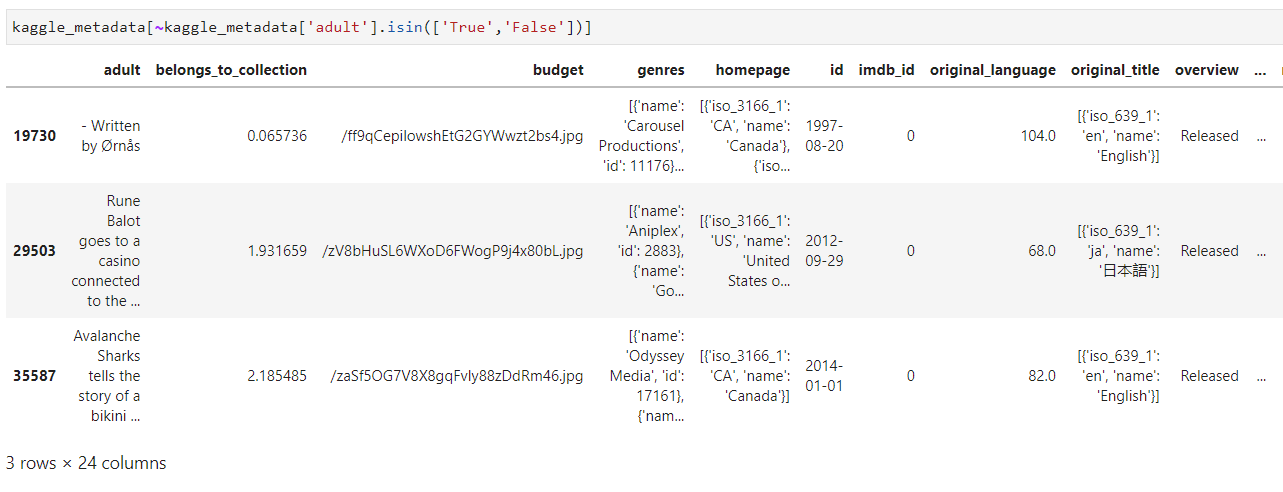 kaggle_metadata[~kaggle_metadata['adult'].isin(['True','False'])]
adult belongs_to_collection budget genres homepage id imdb_id original_language original_title overview ...
19730 - Written by Ørnås 0.065736 /ff9qCepilowshEtG2GYWwzt2bs4.jpg [{'name': 'Carousel Productions', 'id': 11176}... [{'iso_3166_1': 'CA', 'name': 'Canada'}, {'iso... 1997-08-20 0 104.0 [{'iso_639_1': 'en', 'name': 'English'}] Released ...
29503 Rune Balot goes to a casino connected to the ... 1.931659 /zV8bHuSL6WXoD6FWogP9j4x80bL.jpg [{'name': 'Aniplex', 'id': 2883}, {'name': 'Go... [{'iso_3166_1': 'US', 'name': 'United States o... 2012-09-29 0 68.0 [{'iso_639_1': 'ja', 'name': '日本語'}] Released ...
35587 Avalanche Sharks tells the story of a bikini ... 2.185485 /zaSf5OG7V8X8gqFvly88zDdRm46.jpg [{'name': 'Odyssey Media', 'id': 17161}, {'nam... [{'iso_3166_1': 'CA', 'name': 'Canada'}] 2014-01-01 0 82.0 [{'iso_639_1': 'en', 'name': 'English'}] Released ...
3 rows × 24 columns